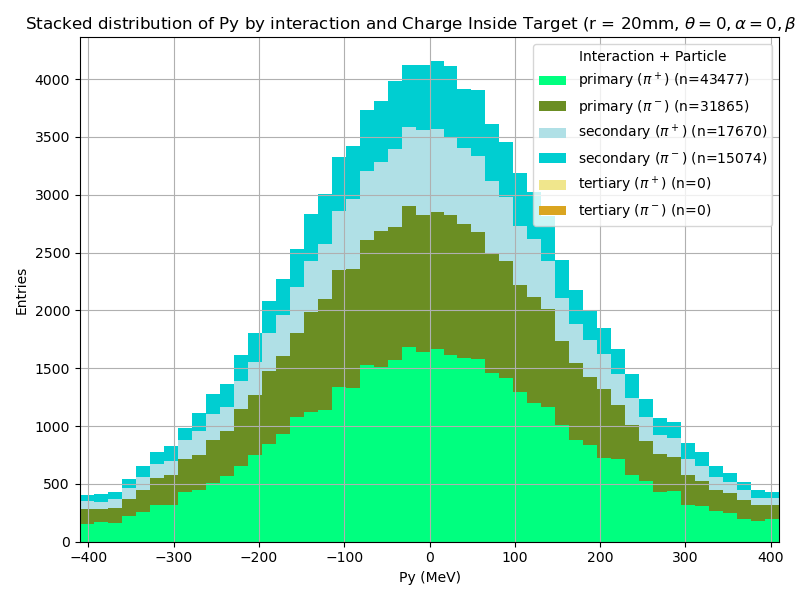 Stacked distribution of Py by interaction and Charge Inside Target (r = 20mm, θ = 0, α = 0, β
Interaction + Particle
primary (π⁺) (n=43477)
primary (π⁻) (n=31865)
secondary (π⁺) (n=17670)
secondary (π⁻) (n=15074)
tertiary (π⁺) (n=0)
tertiary (π⁻) (n=0)
4000
3500
3000
2500
2000
1500
1000
500
0
Entries
−400 −300 −200 −100 0 100 200 300 400
Py (MeV)